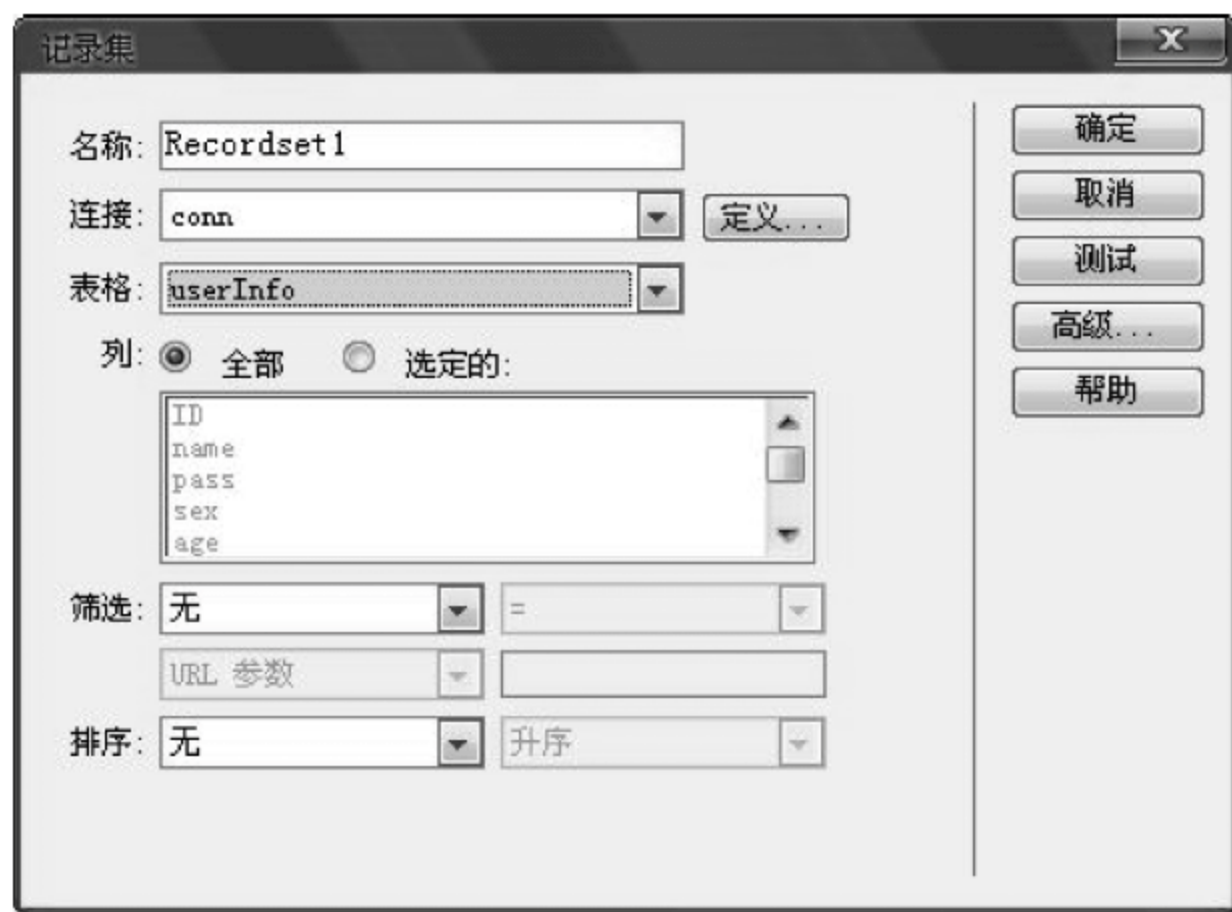 记录集
名称: Recordset1
连接: conn 定义...
表格: userInfo
列: 全部 选定的:
ID
name
pass
sex
age
筛选: 无 =
URL 参数
排序: 无 升序
确定
取消
测试
高级...
帮助